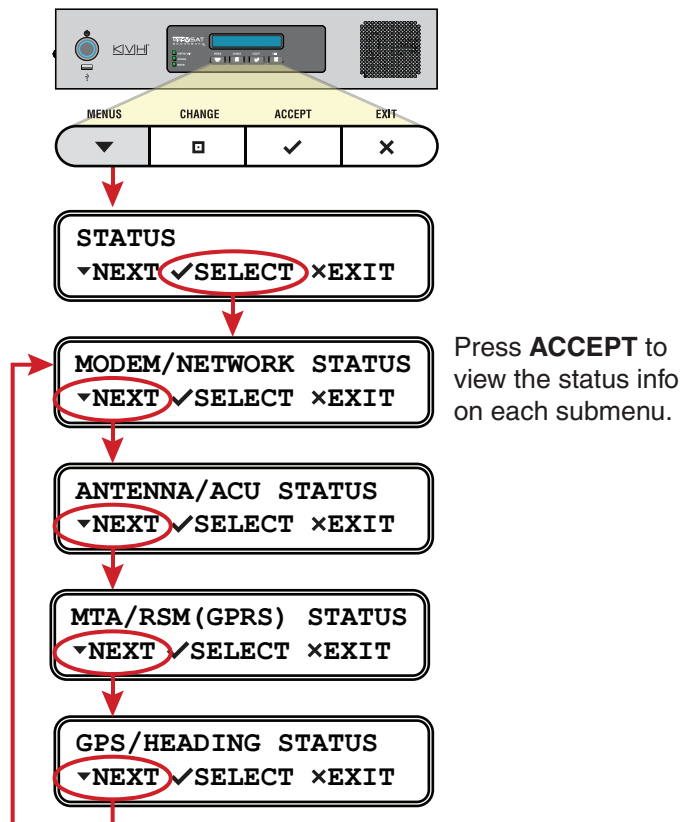 KVH
MENUS CHANGE ACCEPT EXIT
STATUS
▼NEXT ✓SELECT ×EXIT
MODEM/NETWORK STATUS
▼NEXT ✓SELECT ×EXIT
Press ACCEPT to
view the status info
on each submenu.
ANTENNA/ACU STATUS
▼NEXT ✓SELECT ×EXIT
MTA/RSM(GPRS) STATUS
▼NEXT ✓SELECT ×EXIT
GPS/HEADING STATUS
▼NEXT ✓SELECT ×EXIT